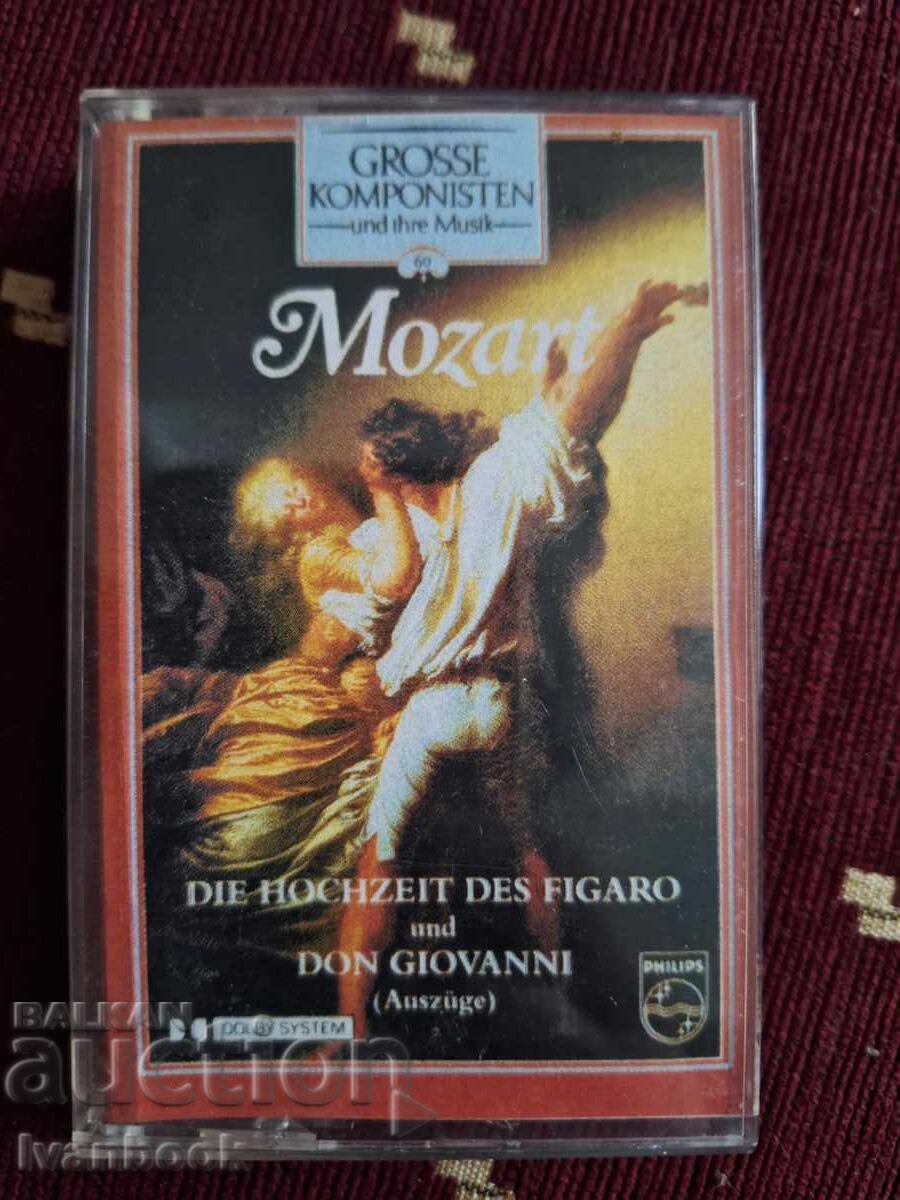 GROSSE
KOMPONISTEN
und ihre Musik
60
Mozart
DIE HOCHZEIT DES FIGARO
und
DON GIOVANNI
(Auszüge)
PHILIPS
DOLBY SYSTEM
BALKAN
auction
Ivanbook